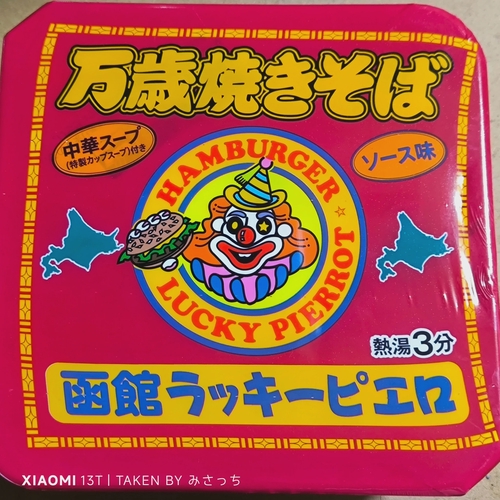 万歳焼きそば
中華スープ
(特製カップスープ)付き
ソース味
HAMBURGER
LUCKY PIERROT
熱湯3分
函館ラッキーピエロ
XIAOMI 13T | TAKEN BY みさっち